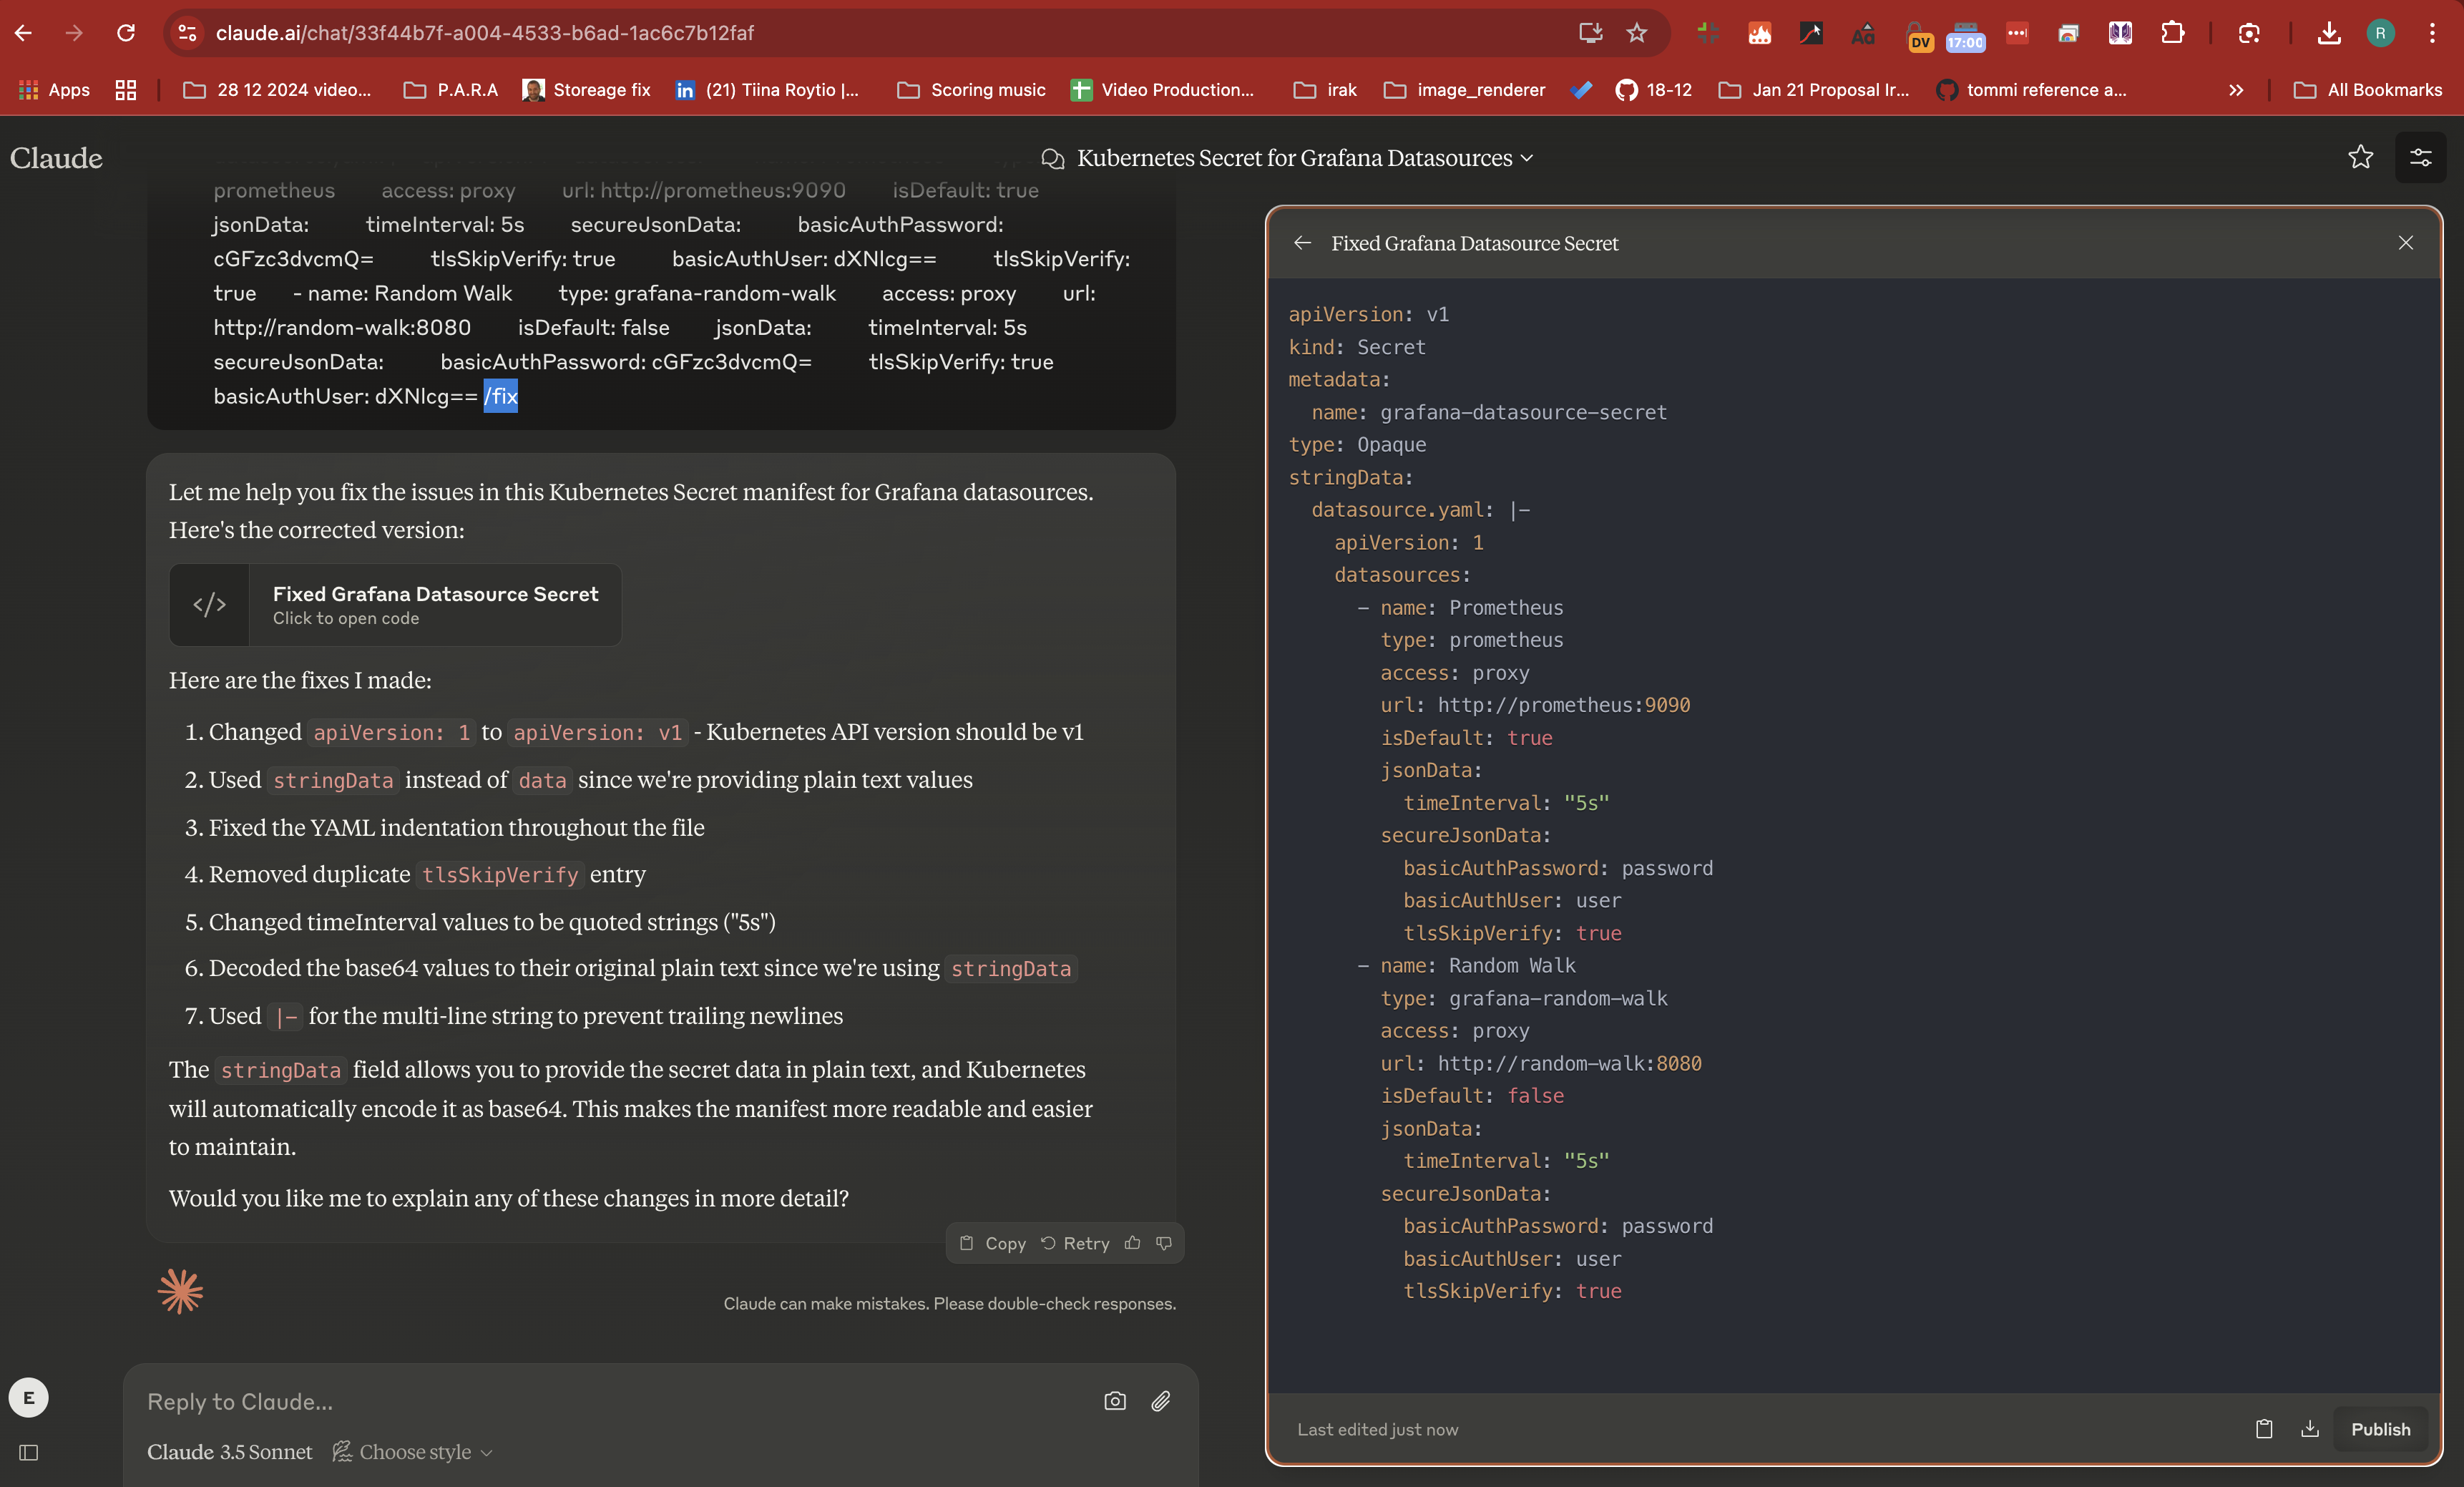 claude.ai/chat/33f44b7f-a004-4533-b6ad-1ac6c7b12faf
DV
17:00
R
Apps
28 12 2024 video...
P.A.R.A
Storeage fix
(21) Tiina Roytio |...
Scoring music
Video Production...
irak
image_renderer
18-12
Jan 21 Proposal Ir...
tommi reference a...
All Bookmarks
Claude
Kubernetes Secret for Grafana Datasources
prometheus access: proxy url: http://prometheus:9090 isDefault: true
jsonData: timeInterval: 5s secureJsonData: basicAuthPassword:
cGFzc3dvcmQ= tlsSkipVerify: true basicAuthUser: dXNlcg== tlsSkipVerify:
true - name: Random Walk type: grafana-random-walk access: proxy url:
http://random-walk:8080 isDefault: false jsonData: timeInterval: 5s
secureJsonData: basicAuthPassword: cGFzc3dvcmQ= tlsSkipVerify: true
basicAuthUser: dXNlcg== /fix
Let me help you fix the issues in this Kubernetes Secret manifest for Grafana datasources.
Here's the corrected version:
</>
Fixed Grafana Datasource Secret
Click to open code
Here are the fixes I made:
1. Changed apiVersion: 1 to apiVersion: v1 - Kubernetes API version should be v1
2. Used stringData instead of data since we're providing plain text values
3. Fixed the YAML indentation throughout the file
4. Removed duplicate tlsSkipVerify entry
5. Changed timeInterval values to be quoted strings ("5s")
6. Decoded the base64 values to their original plain text since we're using stringData
7. Used |- for the multi-line string to prevent trailing newlines
The stringData field allows you to provide the secret data in plain text, and Kubernetes
will automatically encode it as base64. This makes the manifest more readable and easier
to maintain.
Would you like me to explain any of these changes in more detail?
Copy Retry
Claude can make mistakes. Please double-check responses.
E
Reply to Claude...
Claude 3.5 Sonnet Choose style
Fixed Grafana Datasource Secret
apiVersion: v1
kind: Secret
metadata:
  name: grafana-datasource-secret
type: Opaque
stringData:
  datasource.yaml: |-
    apiVersion: 1
    datasources:
      - name: Prometheus
        type: prometheus
        access: proxy
        url: http://prometheus:9090
        isDefault: true
        jsonData:
          timeInterval: "5s"
        secureJsonData:
          basicAuthPassword: password
          basicAuthUser: user
          tlsSkipVerify: true
      - name: Random Walk
        type: grafana-random-walk
        access: proxy
        url: http://random-walk:8080
        isDefault: false
        jsonData:
          timeInterval: "5s"
        secureJsonData:
          basicAuthPassword: password
          basicAuthUser: user
          tlsSkipVerify: true
Last edited just now
Publish